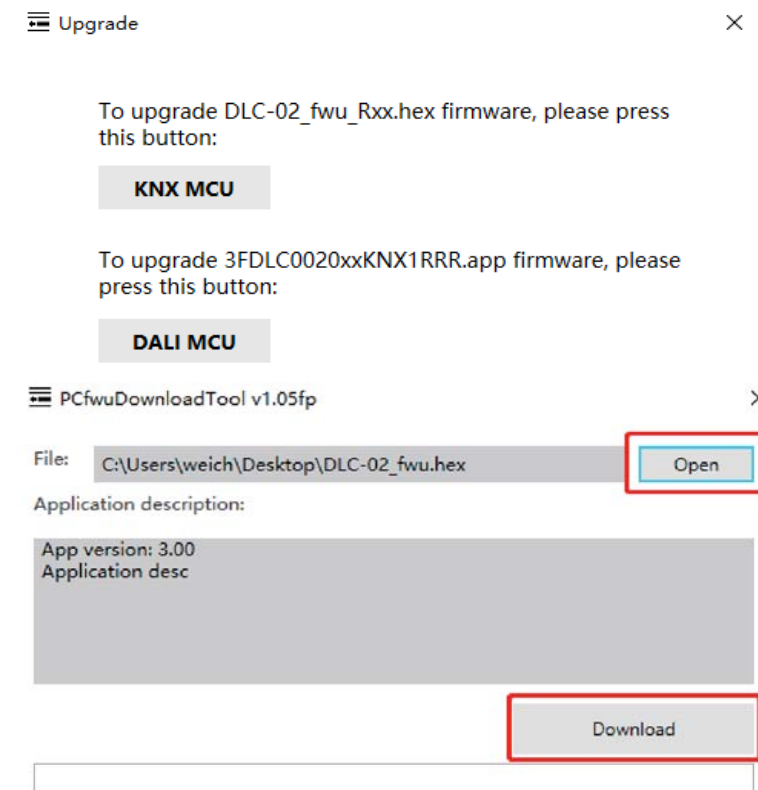 Upgrade
To upgrade DLC-02_fwu_Rxx.hex firmware, please press
this button:
KNX MCU
To upgrade 3FDLC0020xxKNX1RRR.app firmware, please
press this button:
DALI MCU
PCfwuDownloadTool v1.05fp
File: C:\Users\weich\Desktop\DLC-02_fwu.hex Open
Application description:
App version: 3.00
Application desc
Download